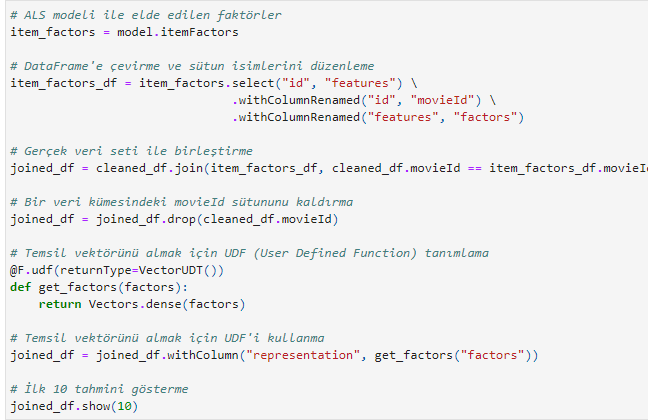 # ALS modeli ile elde edilen faktörler
item_factors = model.itemFactors
# DataFrame'e çevirme ve sütun isimlerini düzenleme
item_factors_df = item_factors.select("id", "features") \
.withColumnRenamed("id", "movieId") \
.withColumnRenamed("features", "factors")
# Gerçek veri seti ile birleştirme
joined_df = cleaned_df.join(item_factors_df, cleaned_df.movieId == item_factors_df.movieId
# Bir veri kümesindeki movieId sütununu kaldırma
joined_df = joined_df.drop(cleaned_df.movieId)
# Temsil vektörünü almak için UDF (User Defined Function) tanımlama
@F.udf(returnType=VectorUDT())
def get_factors(factors):
return Vectors.dense(factors)
# Temsil vektörünü almak için UDF'i kullanma
joined_df = joined_df.withColumn("representation", get_factors("factors"))
# İlk 10 tahmini gösterme
joined_df.show(10)